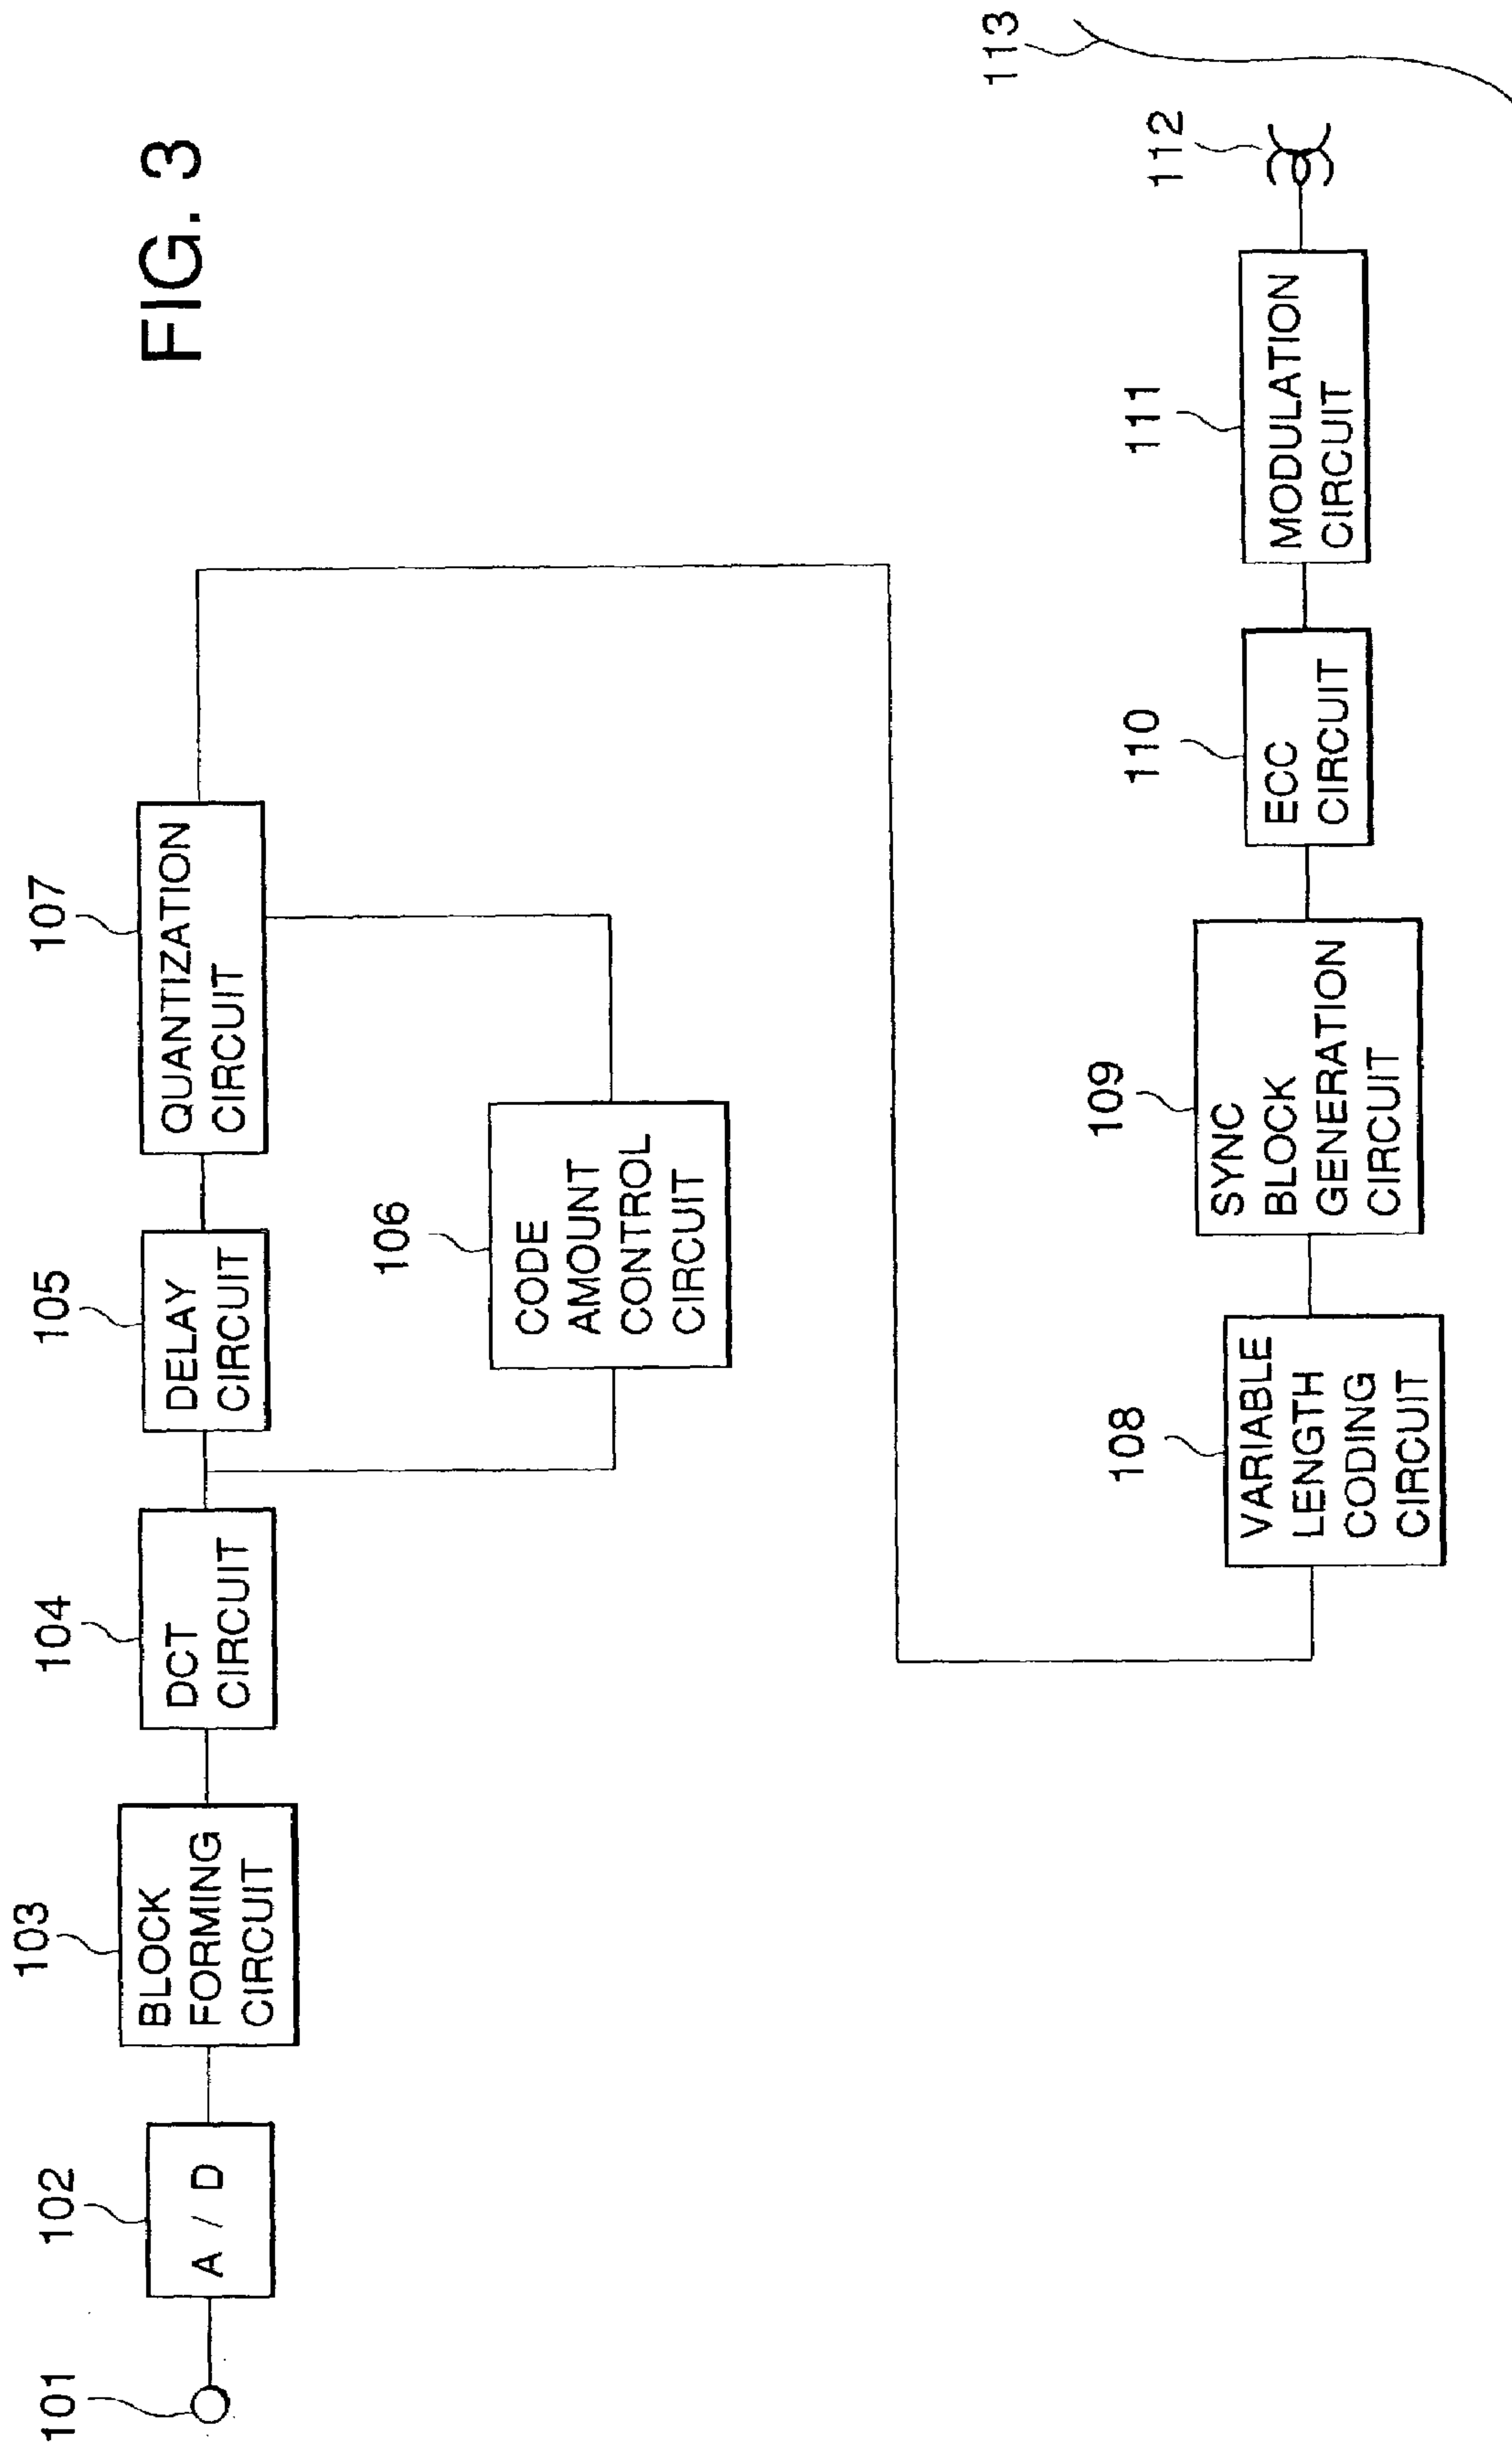 FIG. 3
101
102
A / D
103
BLOCK
FORMING
CIRCUIT
104
DCT
CIRCUIT
105
DELAY
CIRCUIT
106
CODE
AMOUNT
CONTROL
CIRCUIT
107
QUANTIZATION
CIRCUIT
108
VARIABLE
LENGTH
CODING
CIRCUIT
109
SYNC
BLOCK
GENERATION
CIRCUIT
110
ECC
CIRCUIT
111
MODULATION
CIRCUIT
112
113